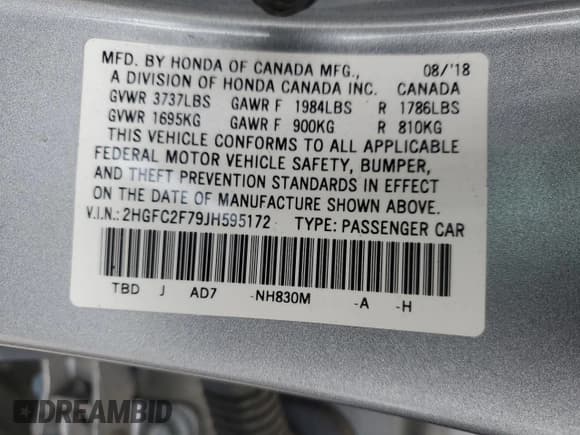 MFD. BY HONDA OF CANADA MFG., 08/'18
A DIVISION OF HONDA CANADA INC. CANADA
GVWR 3737LBS GAWR F 1984LBS R 1786LBS
GVWR 1695KG GAWR F 900KG R 810KG
THIS VEHICLE CONFORMS TO ALL APPLICABLE
FEDERAL MOTOR VEHICLE SAFETY, BUMPER,
AND THEFT PREVENTION STANDARDS IN EFFECT
ON THE DATE OF MANUFACTURE SHOWN ABOVE.
V.I.N.: 2HGFC2F79JH595172 TYPE: PASSENGER CAR
TBD J AD7 -NH830M -A -H
DREAMBID